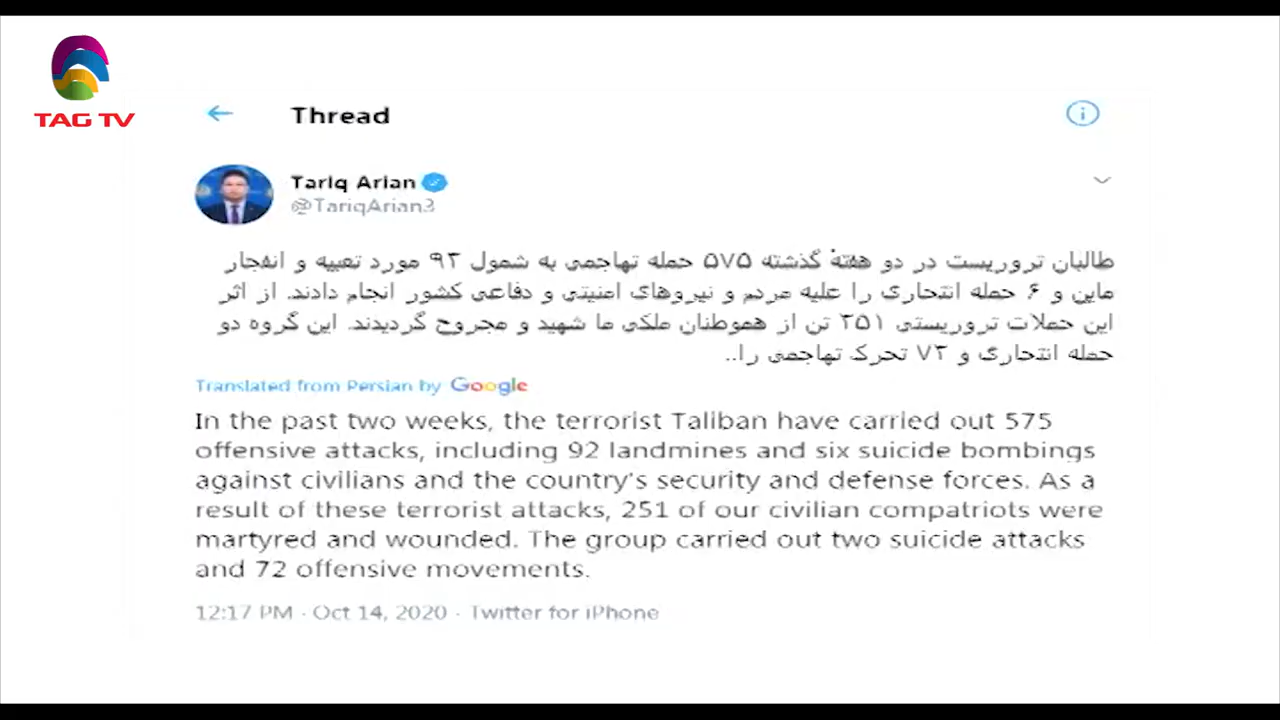 TAG TV
Thread
Tariq Arian
@TariqArian3
طالبان تروریست در دو هفتهٔ گذشته ۵۷۵ حمله تهاجمی به شمول ۹۲ مورد تعبیه و انفجار
ماین و ۶ حمله انتحاری را علیه مردم و نیروهای امنیتی و دفاعی کشور انجام دادند. از اثر
این حملات تروریستی ۲۵۱ تن از هموطنان ملکی ما شهید و مجروح گردیدند. این گروه دو
حمله انتحاری و ۷۲ تحرک تهاجمی را..
Translated from Persian by Google
In the past two weeks, the terrorist Taliban have carried out 575
offensive attacks, including 92 landmines and six suicide bombings
against civilians and the country's security and defense forces. As a
result of these terrorist attacks, 251 of our civilian compatriots were
martyred and wounded. The group carried out two suicide attacks
and 72 offensive movements.
12:17 PM · Oct 14, 2020 · Twitter for iPhone